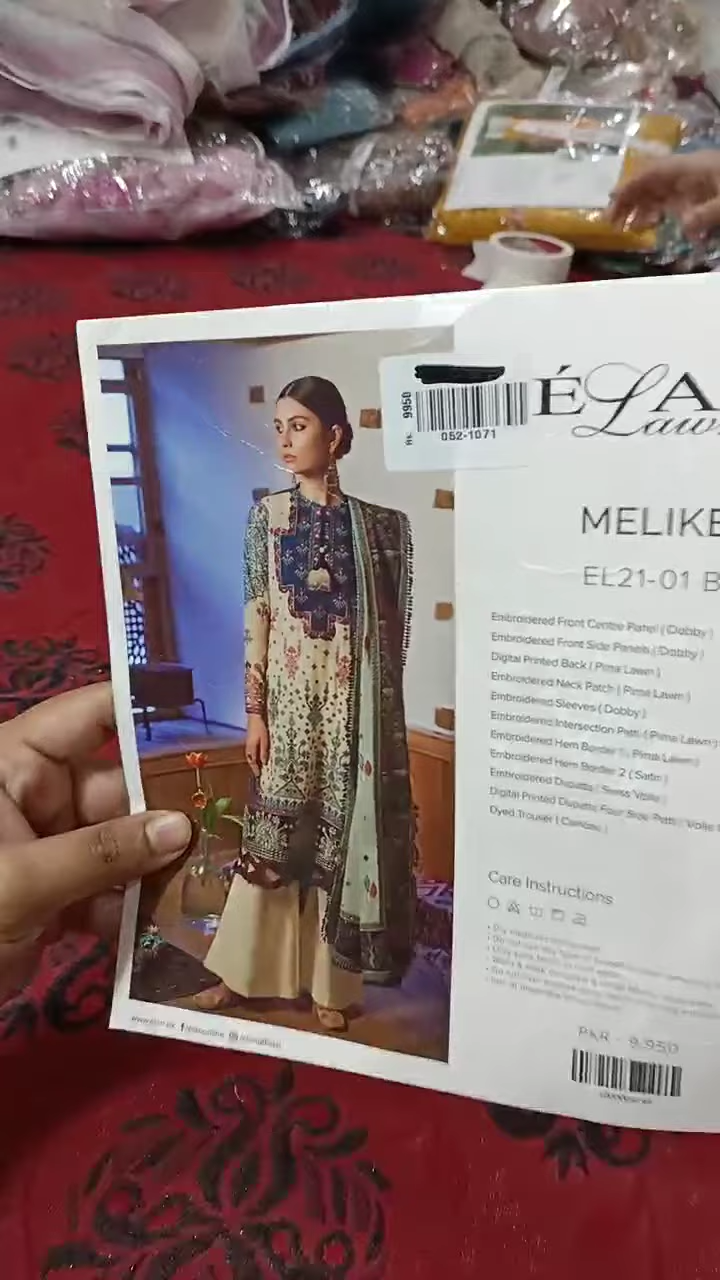 Rs. 9950
052-1071
ÉLA
Law
MELIKE
EL21-01 B
Embroidered Front Centre Panel ( Dobby )
Embroidered Front Side Panels ( Dobby )
Digital Printed Back ( Pima Lawn )
Embroidered Neck Patch ( Pima Lawn )
Embroidered Sleeves ( Dobby )
Embroidered Intersection Patti ( Pima Lawn )
Embroidered Hem Border 1 ( Pima Lawn )
Embroidered Hem Border 2 ( Satin )
Embroidered Dupatta ( Swiss Voile )
Digital Printed Dupatta Four Side Patti ( Voile
Dyed Trouser ( Cambric )
Care Instructions
PKR - 9,950